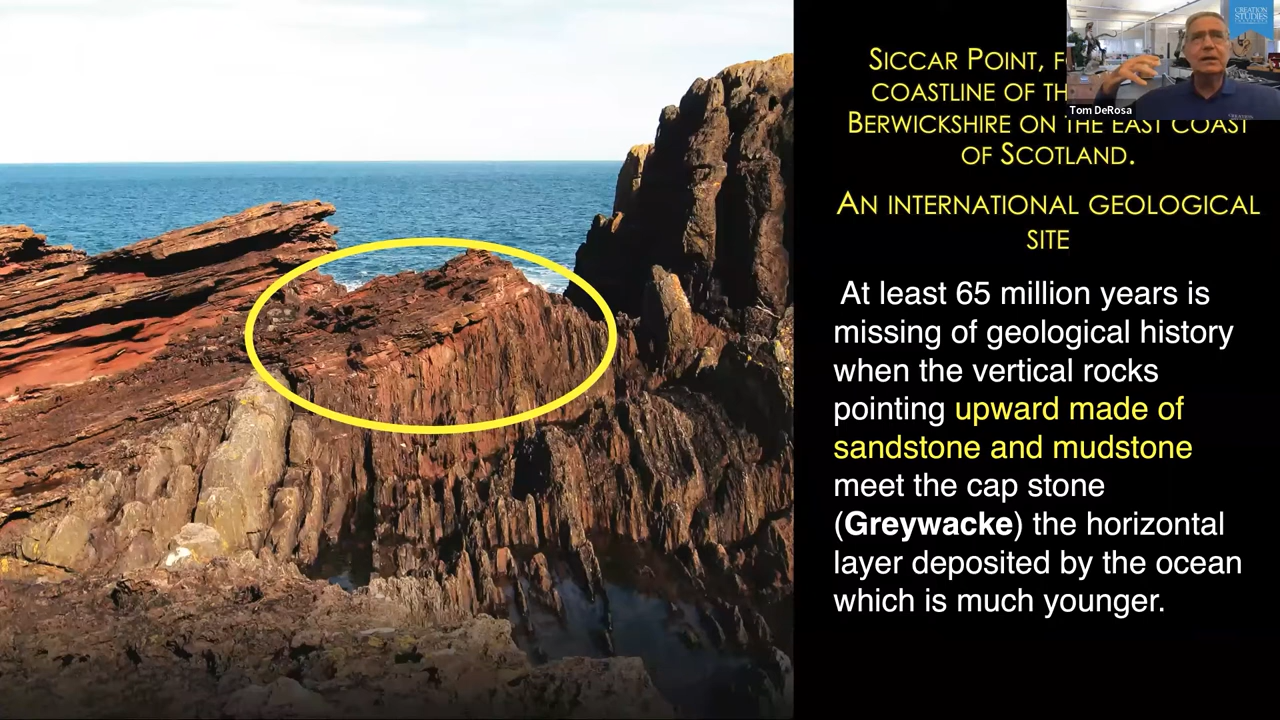 SICCAR POINT, 
COASTLINE OF
BERWICKSHIRE ON THE EAST COAST
OF SCOTLAND.
AN INTERNATIONAL GEOLOGICAL
SITE
At least 65 million years is
missing of geological history
when the vertical rocks
pointing upward made of
sandstone and mudstone
meet the cap stone
(Greywacke) the horizontal
layer deposited by the ocean
which is much younger.
CREATION
STUDIES
Tom DeRosa